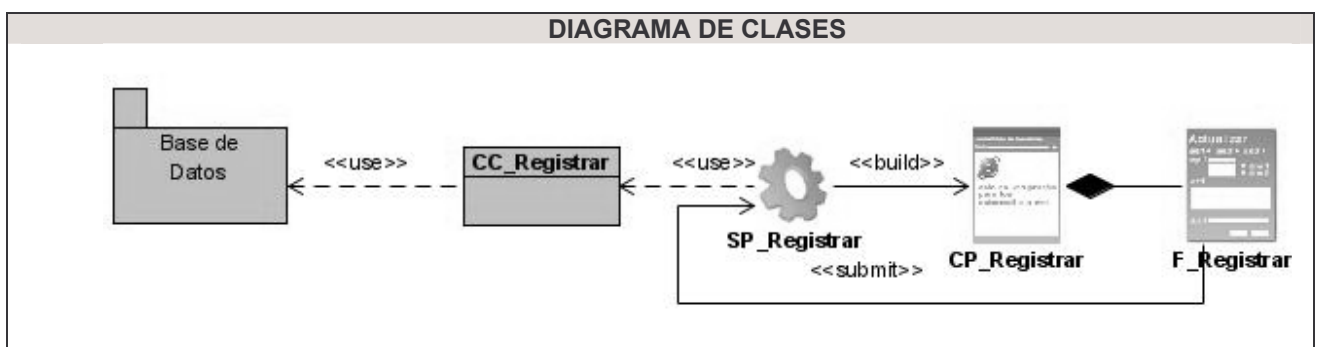 DIAGRAMA DE CLASES
Base de
Datos
<<use>>
CC_Registrar
<<use>>
SP_Registrar
<<build>>
<<submit>>
CP_Registrar
Actualizar
F_Registrar